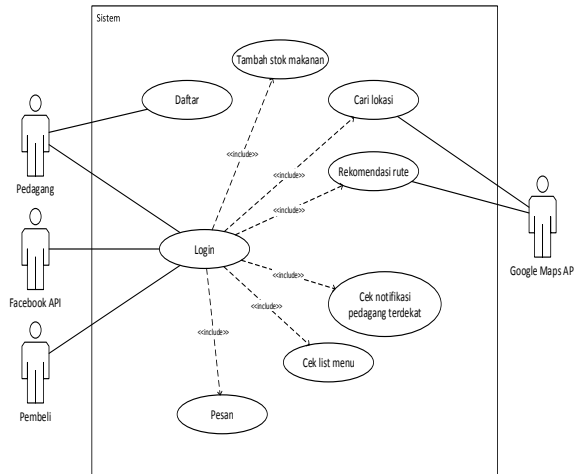 Sistem
Tambah stok makanan
Daftar
Cari lokasi
<<include>>
<<include>>
Rekomendasi rute
<<include>>
Pedagang
Login
Facebook API
Google Maps AP
<<include>>
Cek notifikasi
pedagang terdekat
<<include>>
<<include>>
Cek list menu
Pembeli
Pesan